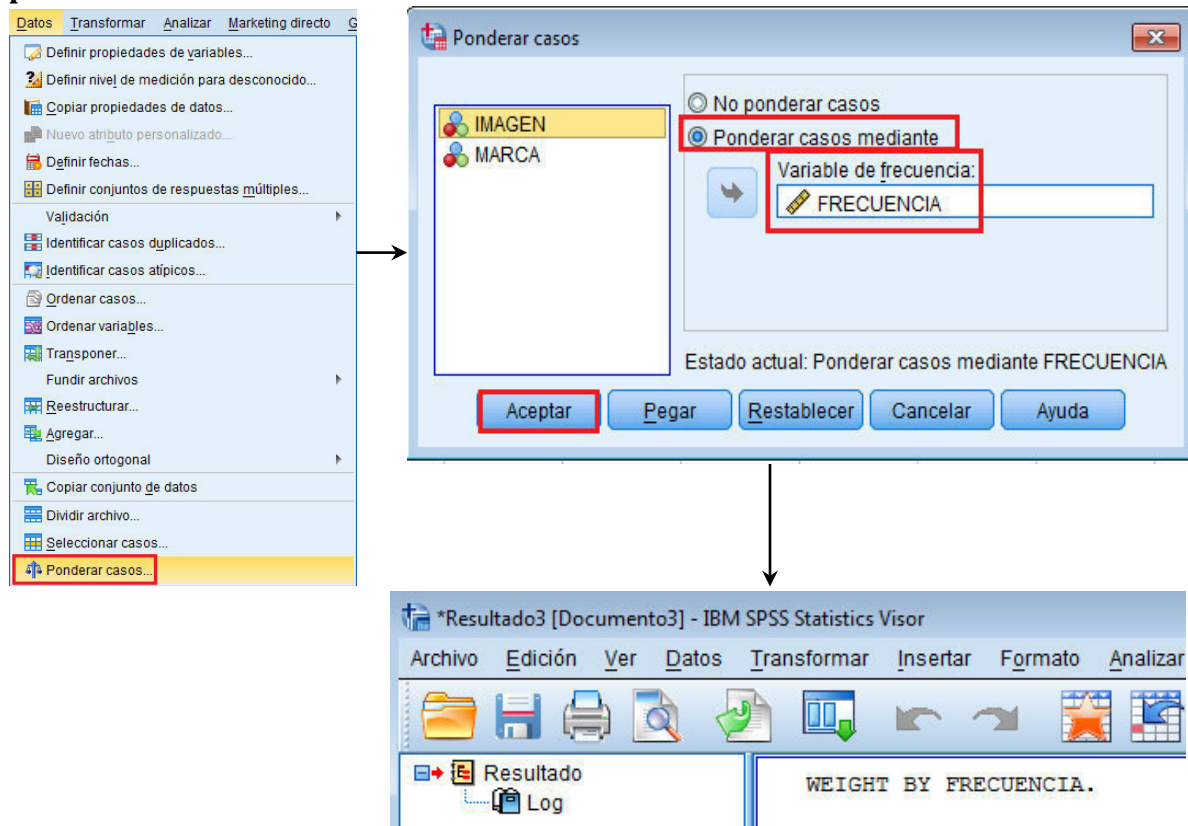 Datos Transformar Analizar Marketing directo G
Definir propiedades de variables...
Definir nivel de medición para desconocido...
Copiar propiedades de datos...
Nuevo atributo personalizado...
Definir fechas...
Definir conjuntos de respuestas múltiples...
Validación
Identificar casos duplicados...
Identificar casos atípicos...
Ordenar casos...
Ordenar variables...
Transponer...
Fundir archivos
Reestructurar...
Agregar...
Diseño ortogonal
Copiar conjunto de datos
Dividir archivo...
Seleccionar casos...
Ponderar casos...
Ponderar casos
IMAGEN
MARCA
No ponderar casos
Ponderar casos mediante
Variable de frecuencia:
FRECUENCIA
Estado actual: Ponderar casos mediante FRECUENCIA
Aceptar Pegar Restablecer Cancelar Ayuda
*Resultado3 [Documento3] - IBM SPSS Statistics Visor
Archivo Edición Ver Datos Transformar Insertar Formato Analizar
Resultado
Log
WEIGHT BY FRECUENCIA.